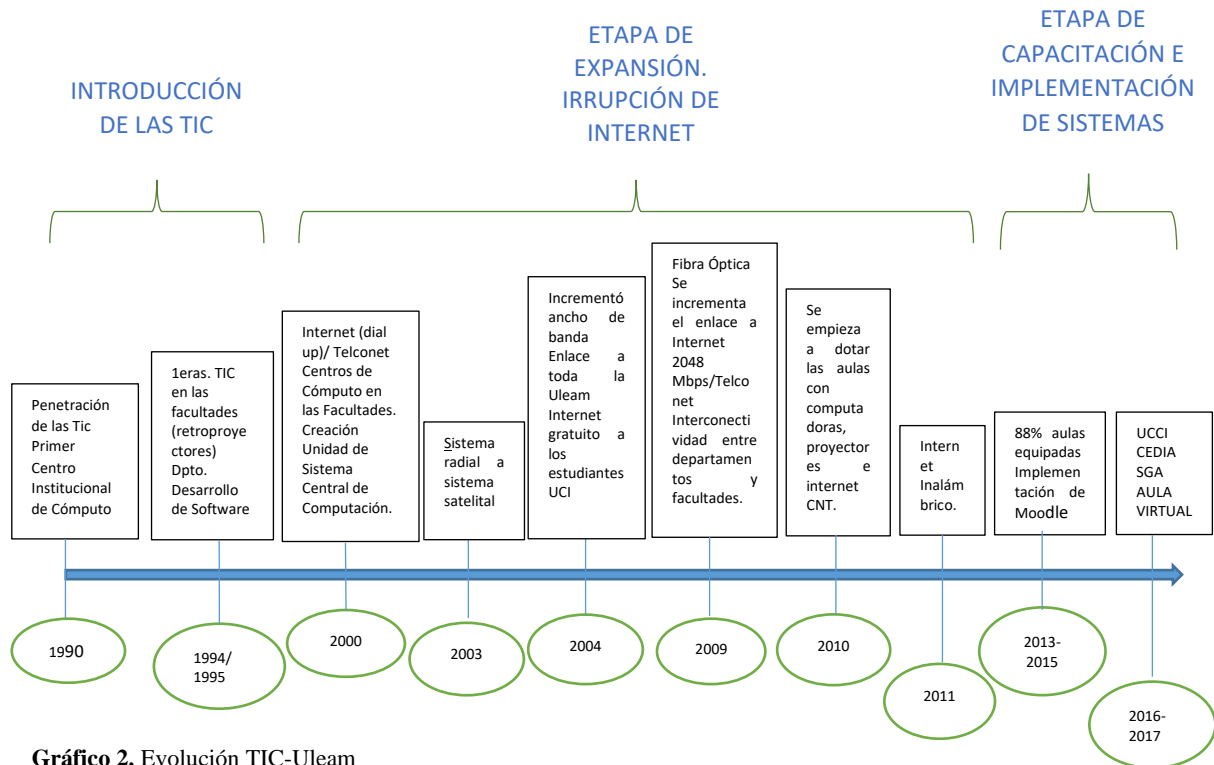 INTRODUCCIÓN
DE LAS TIC
ETAPA DE
EXPANSIÓN.
IRRUPCIÓN DE
INTERNET
ETAPA DE
CAPACITACIÓN E
IMPLEMENTACIÓN
DE SISTEMAS
Penetración
de las Tic
Primer
Centro
Institucional
de Cómputo
1eras. TIC
en las
facultades
(retroproye
ctores)
Dpto.
Desarrollo
de Software
Internet (dial
up)/ Telconet
Centros de
Cómputo en
las Facultades.
Creación
Unidad de
Sistema
Central de
Computación.
Sistema
radial a
sistema
satelital
Incrementó
ancho de
banda
Enlace a
toda la
Uleam
Internet
gratuito a
los
estudiantes
UCI
Fibra Óptica
Se
incrementa
el enlace a
Internet
2048
Mbps/Telco
net
Interconecti
vidad entre
departamen
tos y
facultades.
Se
empieza
a dotar
las aulas
con
computa
doras,
proyector
es e
internet
CNT.
Intern
et
Inalám
brico.
88% aulas
equipadas
Implemen
tación de
Moodle
UCCI
CEDIA
SGA
AULA
VIRTUAL
1990
1994/
1995
2000
2003
2004
2009
2010
2011
2013-
2015
2016-
2017
Gráfico 2. Evolución TIC-Uleam